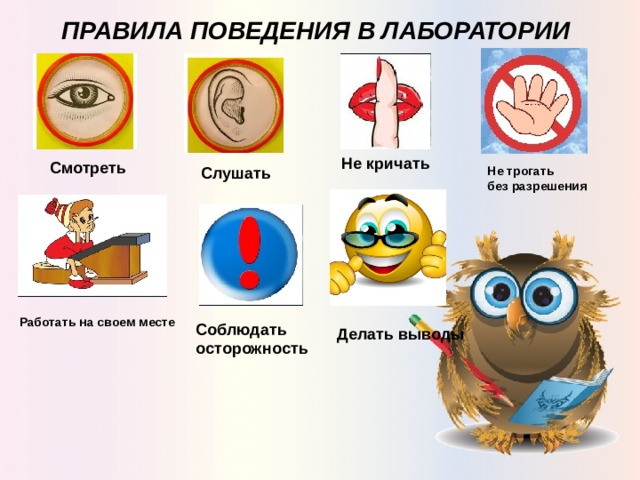 ПРАВИЛА ПОВЕДЕНИЯ В ЛАБОРАТОРИИ
Смотреть
Слушать
Не кричать
Не трогать
без разрешения
Работать на своем месте
Соблюдать
осторожность
Делать выводы